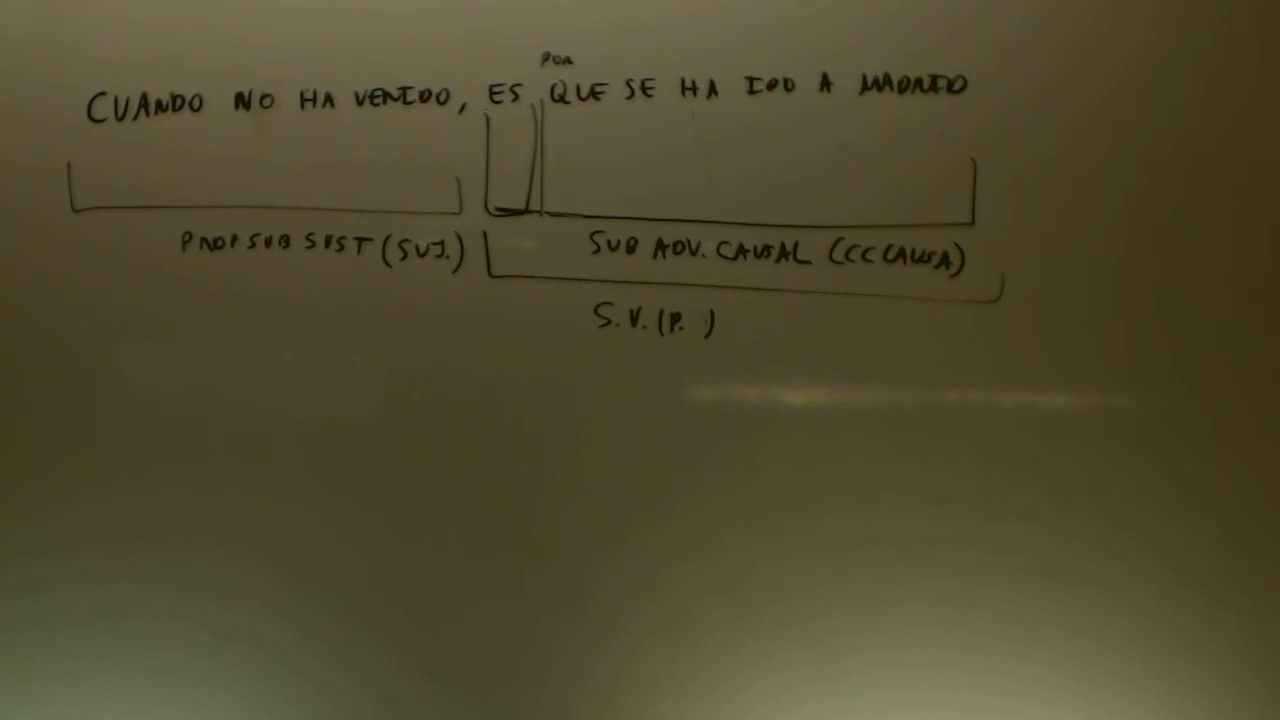 POR
CUANDO NO HA VENIDO, ES QUE SE HA IDO A MADRID
PROP SUB SUST (SUJ.)
SUB ADV. CAUSAL (CC CAUSA)
S.V. (P. )